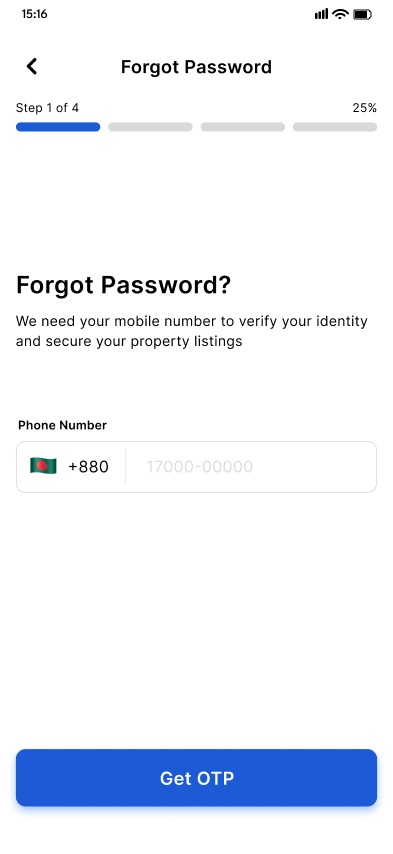 15:16
Forgot Password
Step 1 of 4 25%
Forgot Password?
We need your mobile number to verify your identity
and secure your property listings
Phone Number
+880 17000-00000
Get OTP